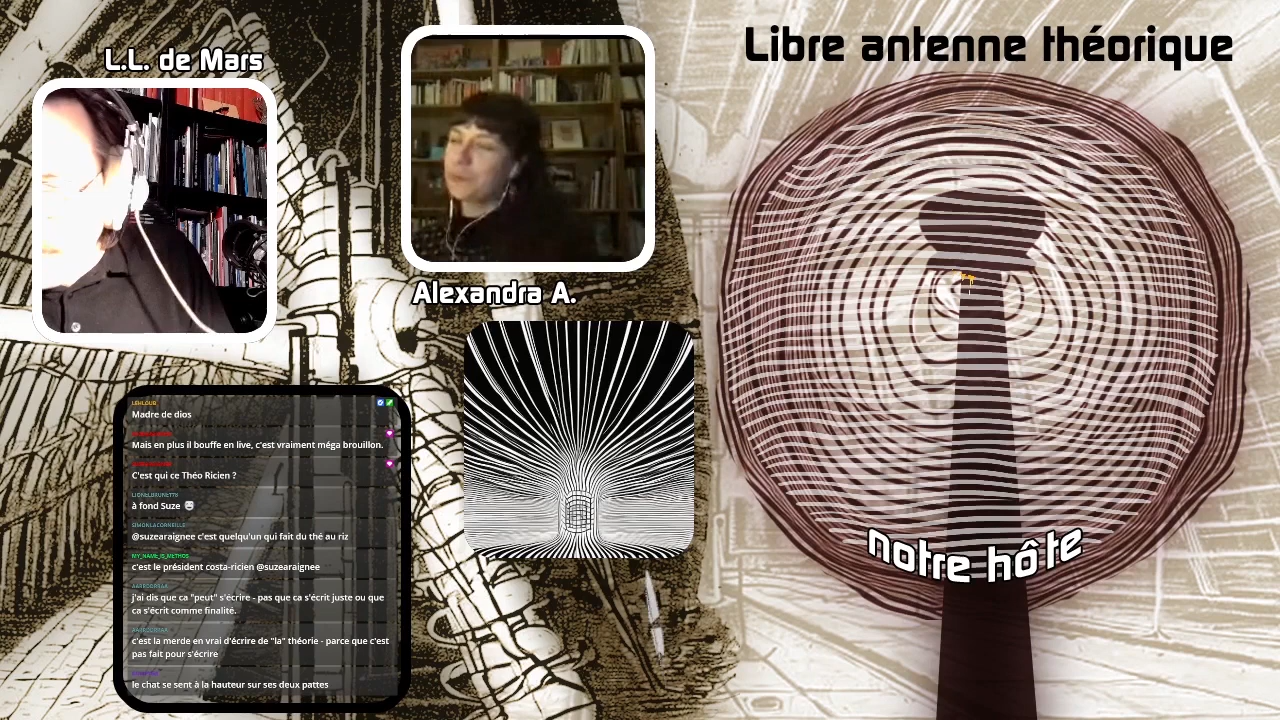 Libre antenne théorique
L.L. de Mars
Alexandra A.
LEHLOUB
Madre de dios
Mais en plus il bouffe en live, c'est vraiment méga brouillon.
C'est qui ce Théo Ricien ?
LIONELBRUNETTI
à fond Suze
SIMONLACORNEILLE
@suzearaignee c'est quelqu'un qui fait du thé au riz
MY_NAME_IS_METHOS
c'est le président costa-ricien @suzearaignee
j'ai dis que ca "peut" s'écrire - pas que ca s'écrit juste ou que
ca s'écrit comme finalité.
c'est la merde en vrai d'écrire de "la" théorie - parce que c'est
pas fait pour s'écrire
le chat se sent à la hauteur sur ses deux pattes
notre hôte